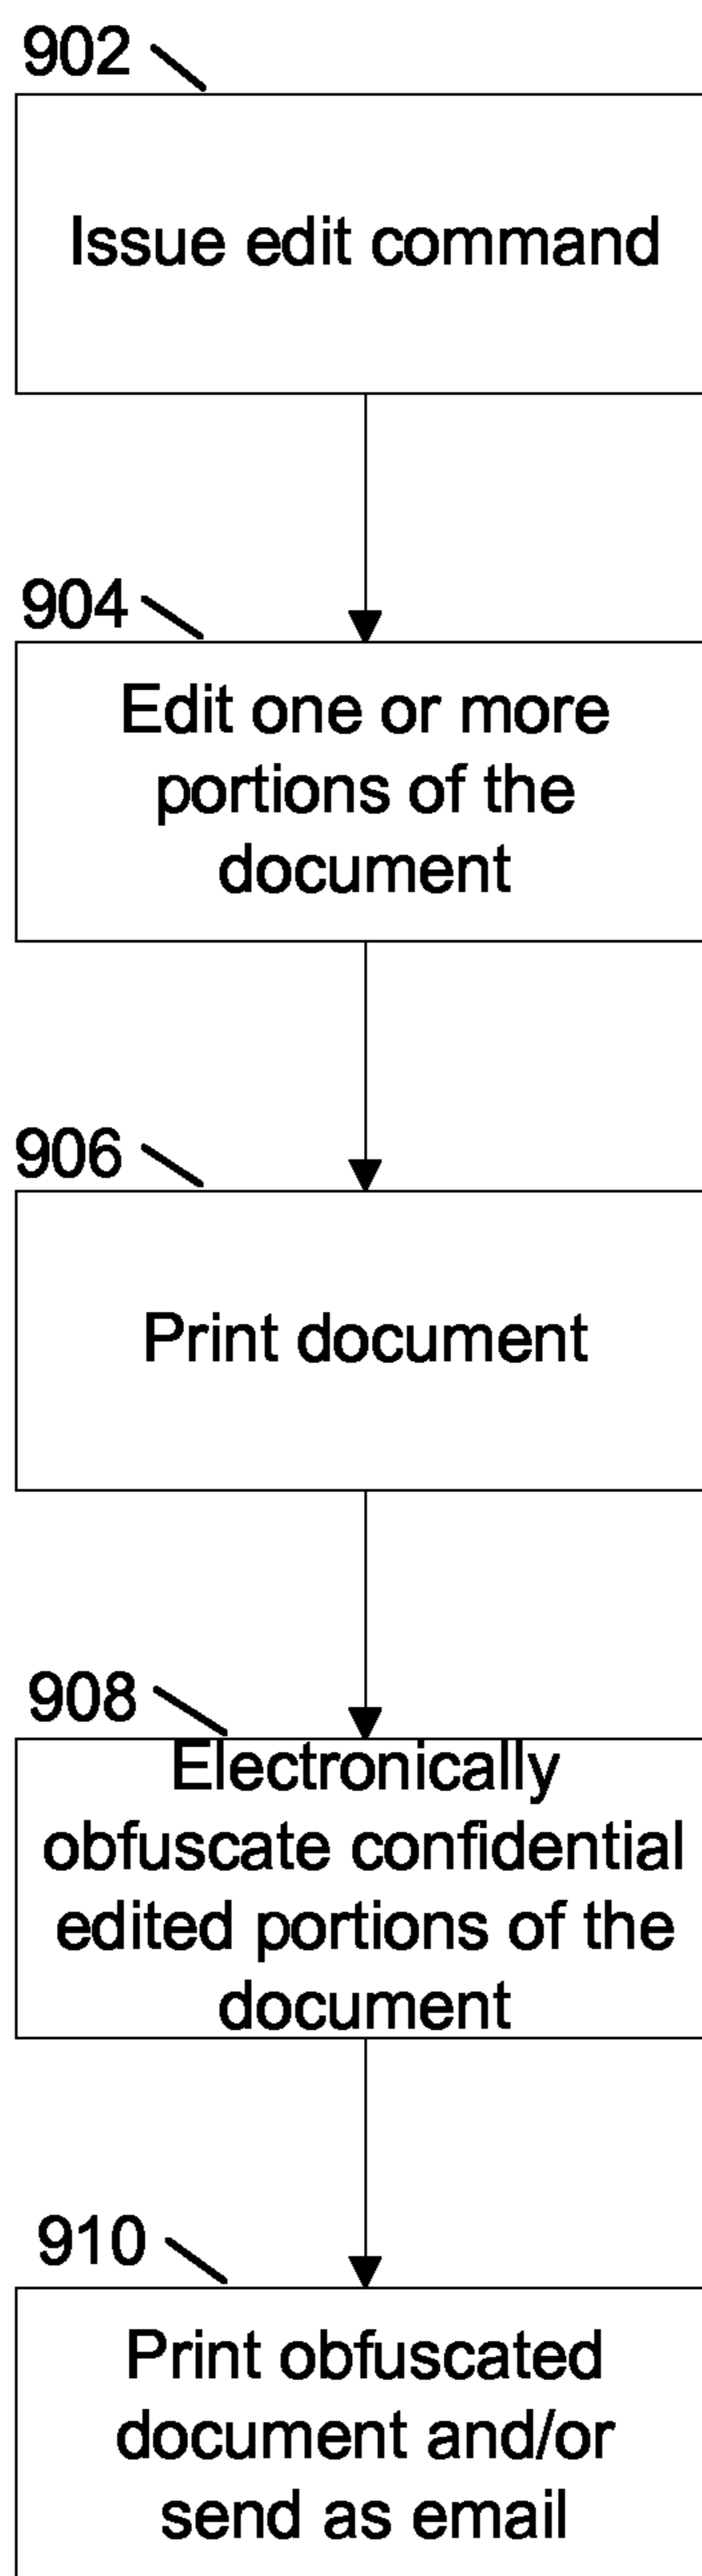 902
Issue edit command
904
Edit one or more
portions of the
document
906
Print document
908
Electronically
obfuscate confidential
edited portions of the
document
910
Print obfuscated
document and/or
send as email